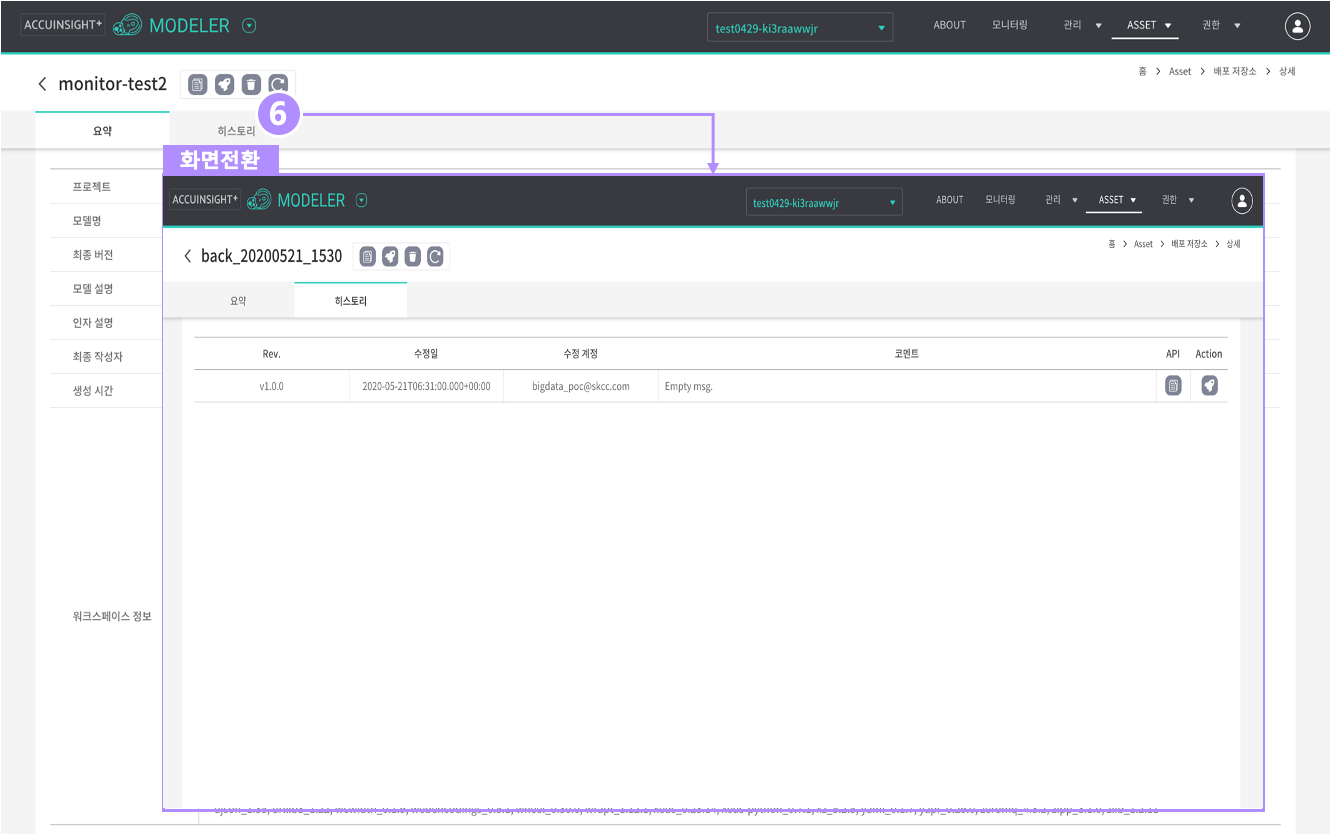 ACCUINSIGHT+ MODELER test0429-ki3raawwjr ABOUT 모니터링 관리 ASSET 권한
monitor-test2
홈 > Asset > 배포 저장소 > 상세
6
요약 히스토리
화면전환
프로젝트
모델명
최종 버전
모델 설명
인자 설명
최종 작성자
생성 시간
워크스페이스 정보
ACCUINSIGHT+ MODELER test0429-ki3raawwjr ABOUT 모니터링 관리 ASSET 권한
홈 > Asset > 배포 저장소 > 상세
back_20200521_1530
요약 히스토리
Rev. 수정일 수정 계정 코멘트 API Action
v1.0.0 2020-05-21T06:31:00.000+00:00 bigdata_poc@skcc.com Empty msg.